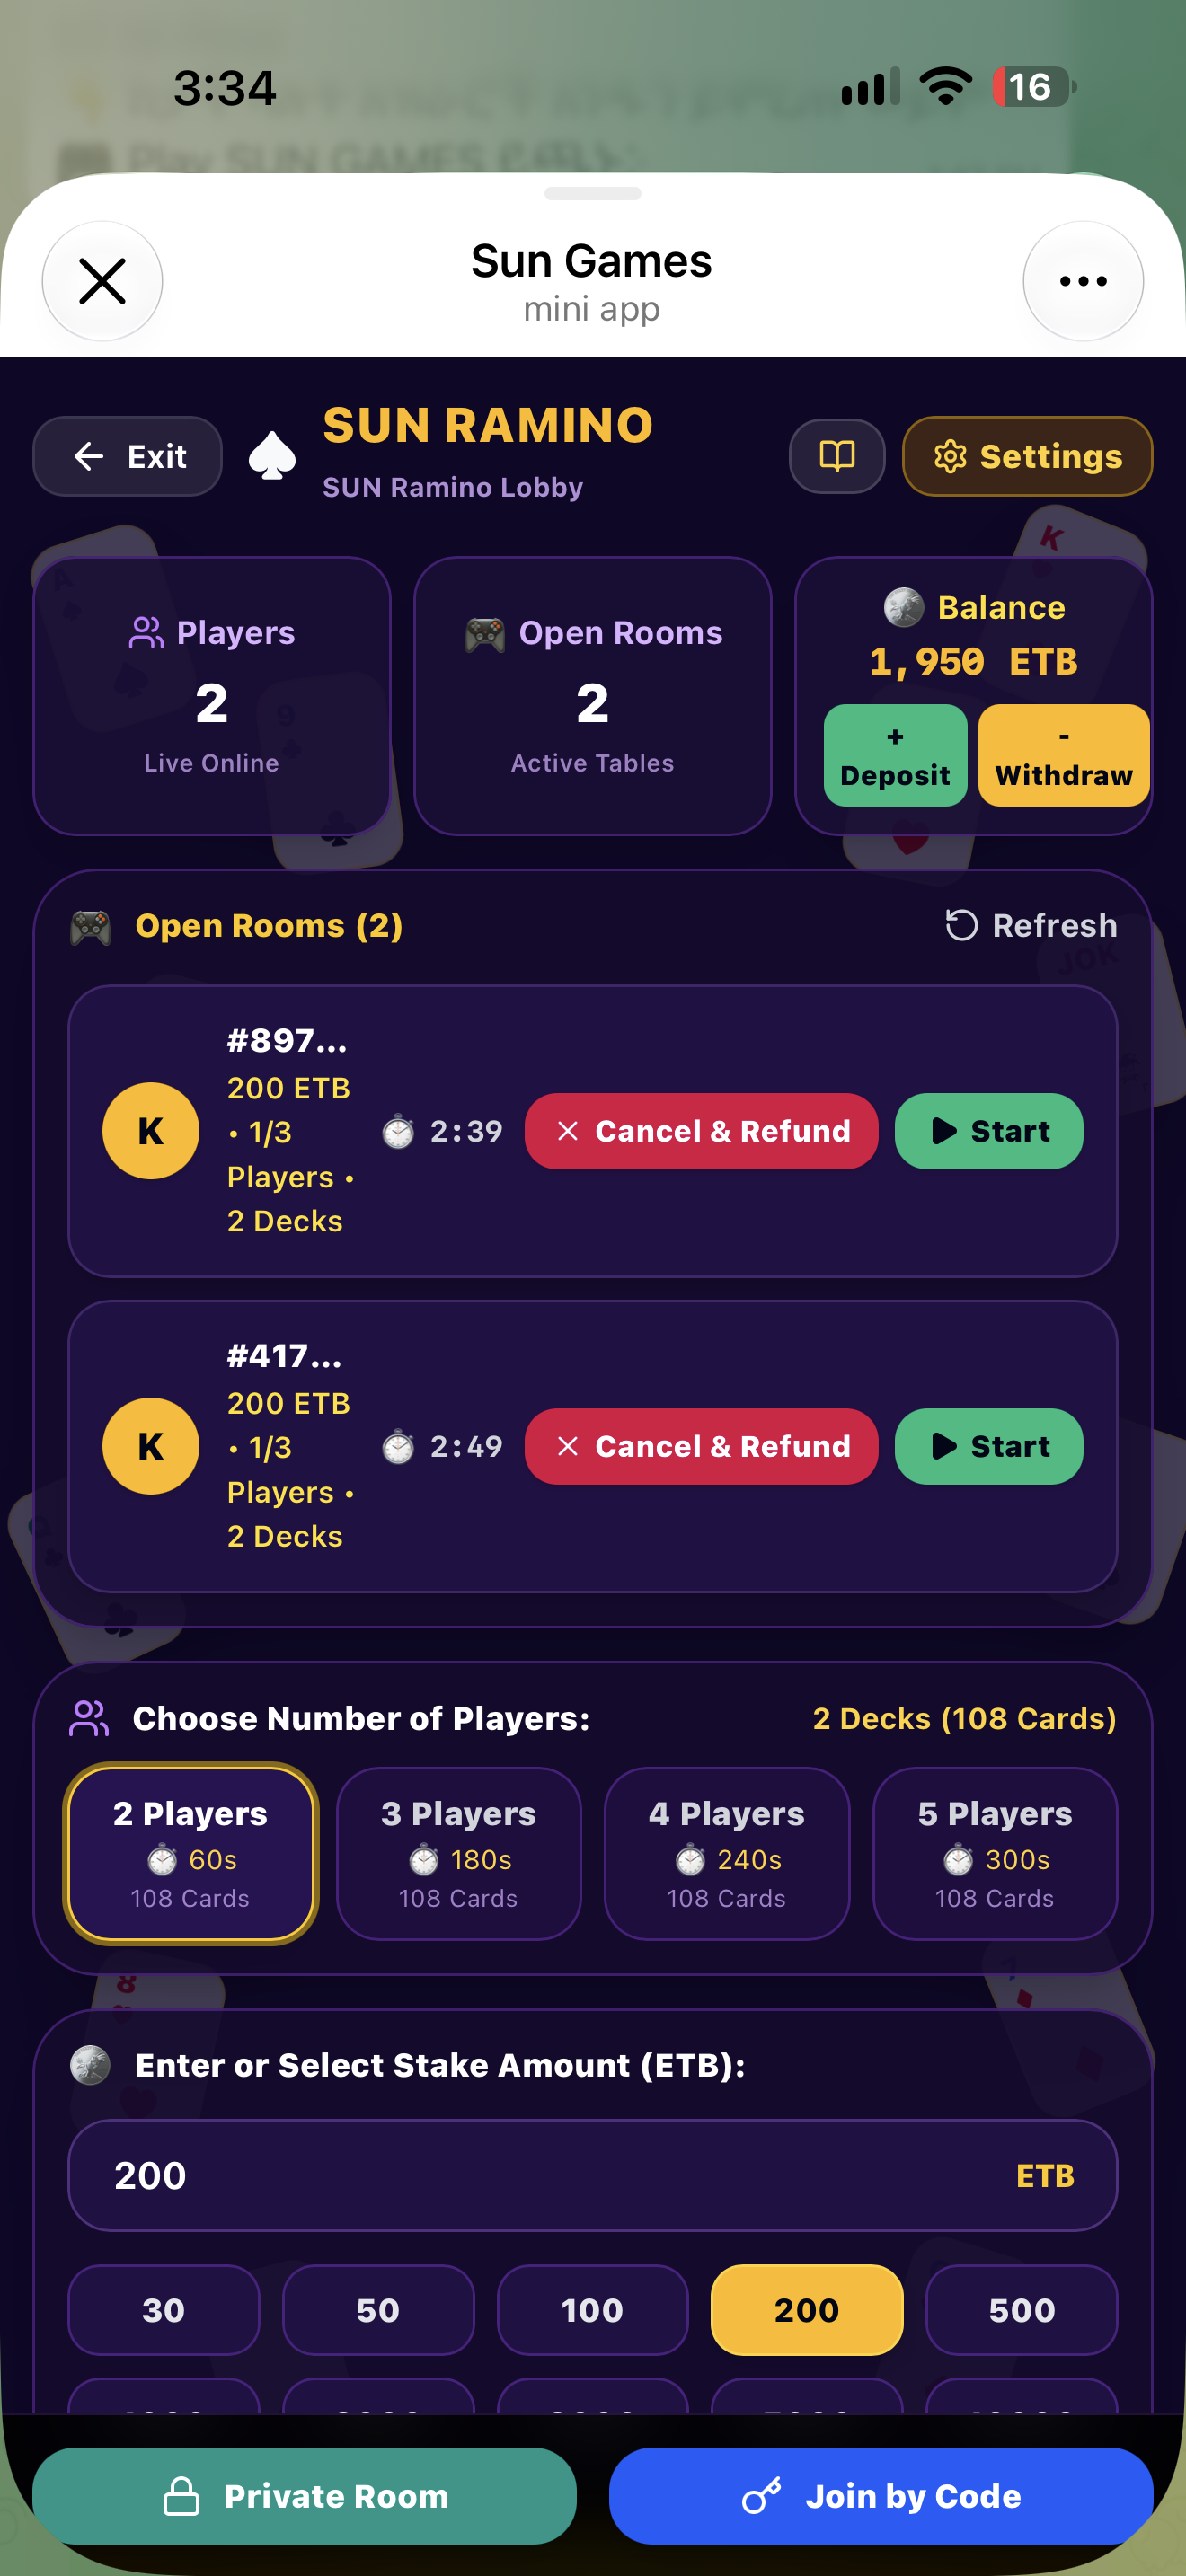 3:34
16
Play SUN GAMES
Sun Games
mini app
Exit
SUN RAMINO
SUN Ramino Lobby
Settings
Players
2
Live Online
Open Rooms
2
Active Tables
Balance
1,950 ETB
+
Deposit
-
Withdraw
Open Rooms (2)
Refresh
K
#897...
200 ETB
• 1/3
Players •
2 Decks
2:39
Cancel & Refund
Start
K
#417...
200 ETB
• 1/3
Players •
2 Decks
2:49
Cancel & Refund
Start
Choose Number of Players:
2 Decks (108 Cards)
2 Players
60s
108 Cards
3 Players
180s
108 Cards
4 Players
240s
108 Cards
5 Players
300s
108 Cards
Enter or Select Stake Amount (ETB):
200
ETB
30
50
100
200
500
Private Room
Join by Code